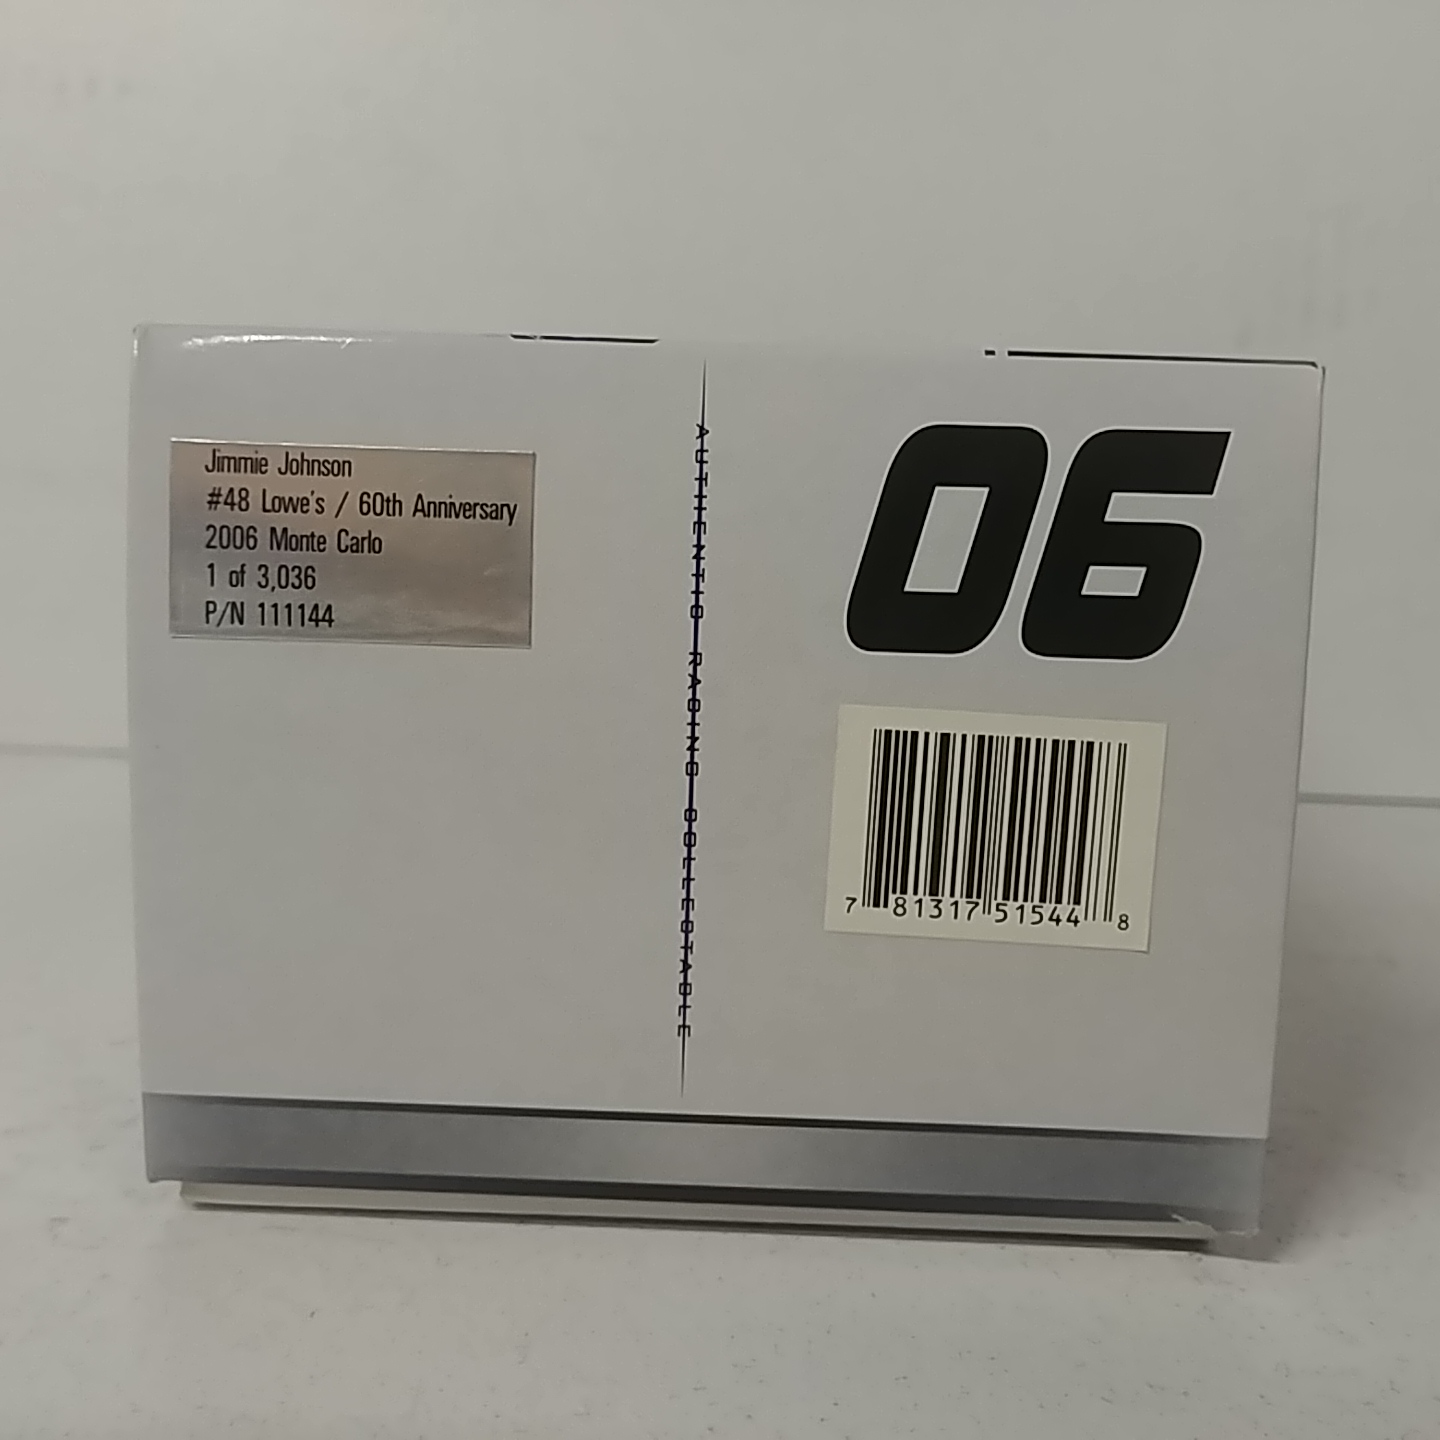 Jimmie Johnson
#48 Lowe's / 60th Anniversary
2006 Monte Carlo
1 of 3,036
P/N 111144
AUTHENTIC RACING COLLECTABLE
06
7 81317 51544 8